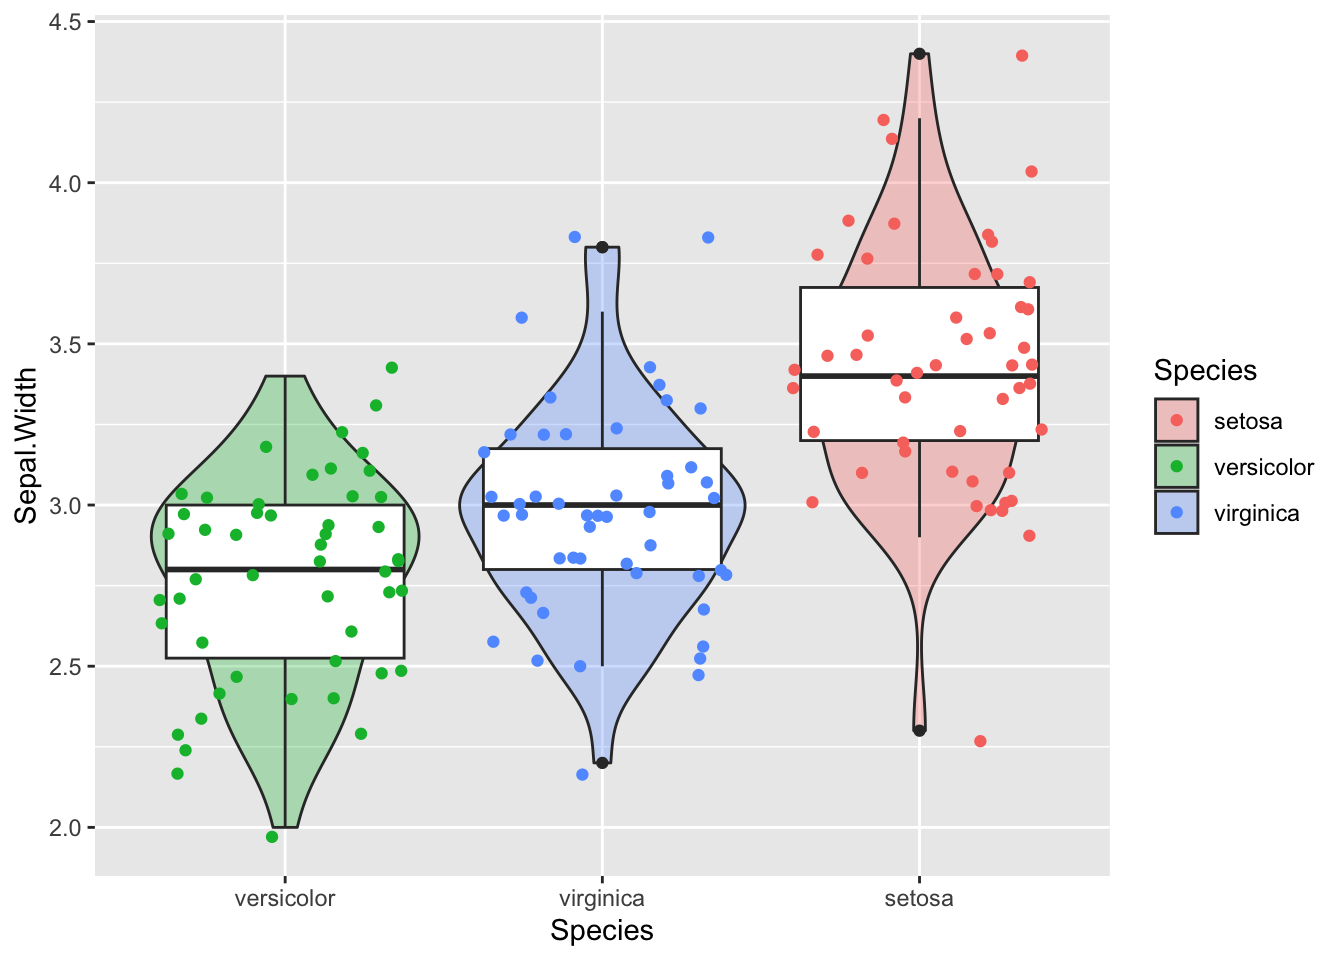 4.5
4.0
3.5
3.0
2.5
2.0
Sepal.Width
versicolor
virginica
setosa
Species
Species
setosa
versicolor
virginica